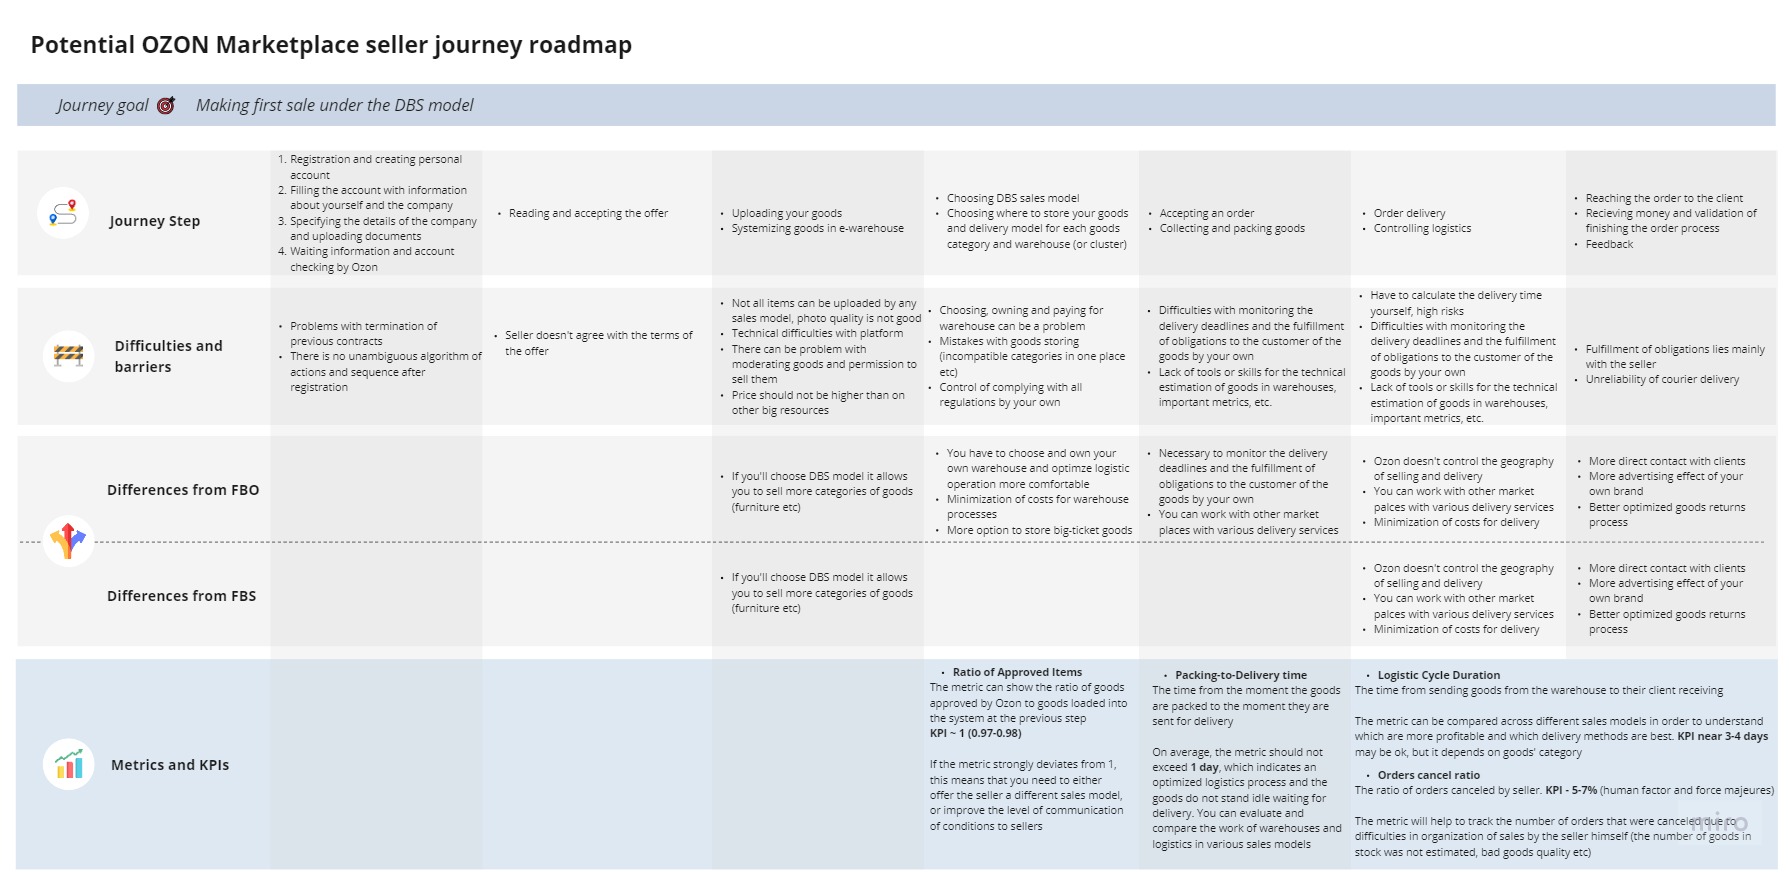 Potential OZON Marketplace seller journey roadmap
Journey goal Making first sale under the DBS model
Journey Step
1. Registration and creating personal
account
2. Filling the account with information
about yourself and the company
3. Specifying the details of the company
and uploading documents
4. Waiting information and account
checking by Ozon
• Reading and accepting the offer
• Uploading your goods
• Systemizing goods in e-warehouse
• Choosing DBS sales model
• Choosing where to store your goods
and delivery model for each goods
category and warehouse (or cluster)
• Accepting an order
• Collecting and packing goods
• Order delivery
• Controlling logistics
• Reaching the order to the client
• Recieving money and validation of
finishing the order process
• Feedback
Difficulties and
barriers
• Problems with termination of
previous contracts
• There is no unambiguous algorithm of
actions and sequence after
registration
• Seller doesn't agree with the terms of
the offer
• Not all items can be uploaded by any
sales model, photo quality is not good
• Technical difficulties with platform
• There can be problem with
moderating goods and permission to
sell them
• Price should not be higher than on
other big resources
• Choosing, owning and paying for
warehouse can be a problem
• Mistakes with goods storing
(incompatible categories in one place
etc)
• Control of complying with all
regulations by your own
• Difficulties with monitoring the
delivery deadlines and the fulfillment
of obligations to the customer of the
goods by your own
• Lack of tools or skills for the technical
estimation of goods in warehouses,
important metrics, etc.
• Have to calculate the delivery time
yourself, high risks
• Difficulties with monitoring the
delivery deadlines and the fulfillment
of obligations to the customer of the
goods by your own
• Lack of tools or skills for the technical
estimation of goods in warehouses,
important metrics, etc.
• Fulfillment of obligations lies mainly
with the seller
• Unreliability of courier delivery
Differences from FBO
• If you'll choose DBS model it allows
you to sell more categories of goods
(furniture etc)
• You have to choose and own your
own warehouse and optimze logistic
operation more comfortable
• Minimization of costs for warehouse
processes
• More option to store big-ticket goods
• Necessary to monitor the delivery
deadlines and the fulfillment of
obligations to the customer of the
goods by your own
• You can work with other market
places with various delivery services
• Ozon doesn't control the geography
of selling and delivery
• You can work with other market
palces with various delivery services
• Minimization of costs for delivery
• More direct contact with clients
• More advertising effect of your
own brand
• Better optimized goods returns
process
Differences from FBS
• If you'll choose DBS model it allows
you to sell more categories of goods
(furniture etc)
• Ozon doesn't control the geography
of selling and delivery
• You can work with other market
palces with various delivery services
• Minimization of costs for delivery
• More direct contact with clients
• More advertising effect of your
own brand
• Better optimized goods returns
process
Metrics and KPIs
• Ratio of Approved Items
The metric can show the ratio of goods
approved by Ozon to goods loaded into
the system at the previous step
KPI ~ 1 (0.97-0.98)
If the metric strongly deviates from 1,
this means that you need to either
offer the seller a different sales model,
or improve the level of communication
of conditions to sellers
• Packing-to-Delivery time
The time from the moment the goods
are packed to the moment they are
sent for delivery
On average, the metric should not
exceed 1 day, which indicates an
optimized logistics process and the
goods do not stand idle waiting for
delivery. You can evaluate and
compare the work of warehouses and
logistics in various sales models
• Logistic Cycle Duration
The time from sending goods from the warehouse to their client receiving
The metric can be compared across different sales models in order to understand
which are more profitable and which delivery methods are best. KPI near 3-4 days
may be ok, but it depends on goods' category
• Orders cancel ratio
The ratio of orders canceled by seller. KPI - 5-7% (human factor and force majeures)
The metric will help to track the number of orders that were canceled due to
difficulties in organization of sales by the seller himself (the number of goods in
stock was not estimated, bad goods quality etc)
miro